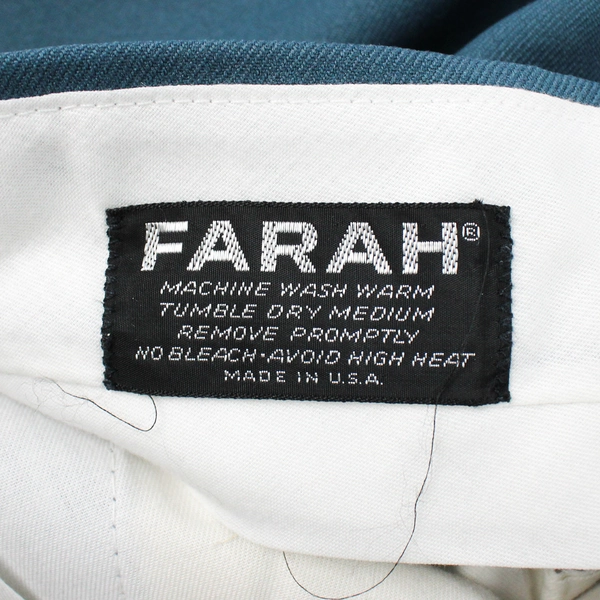 FARAH®
MACHINE WASH WARM
TUMBLE DRY MEDIUM
REMOVE PROMPTLY
NO BLEACH·AVOID HIGH HEAT
MADE IN U.S.A.